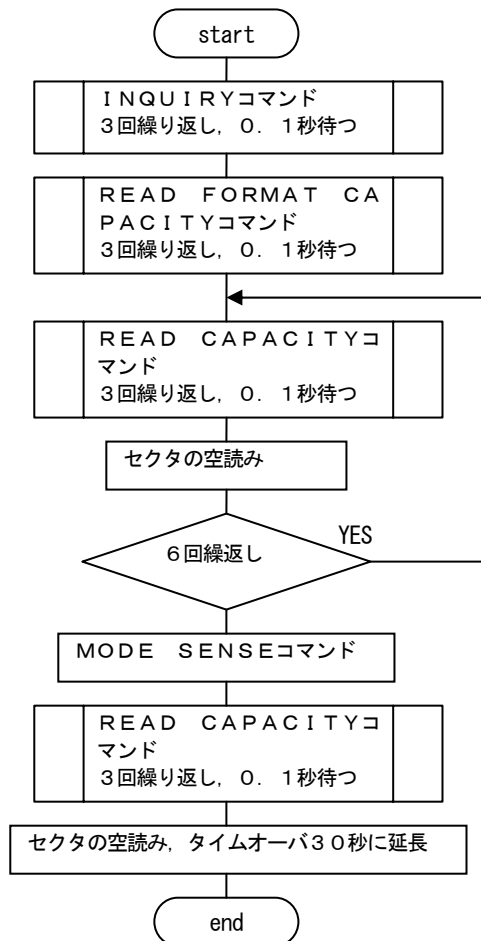 start
ＩＮＱＵＩＲＹコマンド
３回繰り返し，０．１秒待つ
ＲＥＡＤ　ＦＯＲＭＡＴ　ＣＡ
ＰＡＣＩＴＹコマンド
３回繰り返し，０．１秒待つ
ＲＥＡＤ　ＣＡＰＡＣＩＴＹコ
マンド
３回繰り返し，０．１秒待つ
セクタの空読み
６回繰返し
YES
ＭＯＤＥ　ＳＥＮＳＥコマンド
ＲＥＡＤ　ＣＡＰＡＣＩＴＹコ
マンド
３回繰り返し，０．１秒待つ
セクタの空読み，タイムオーバ３０秒に延長
end